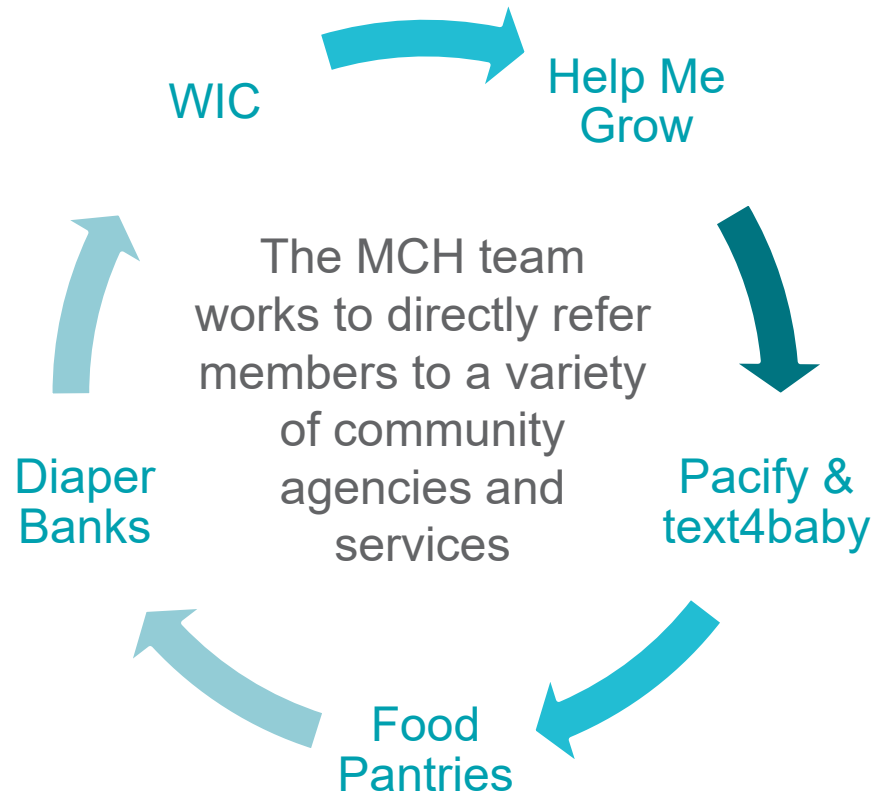 WIC
Help Me
Grow
The MCH team
works to directly refer
members to a variety
of community
agencies and
services
Diaper
Banks
Pacify &
text4baby
Food
Pantries